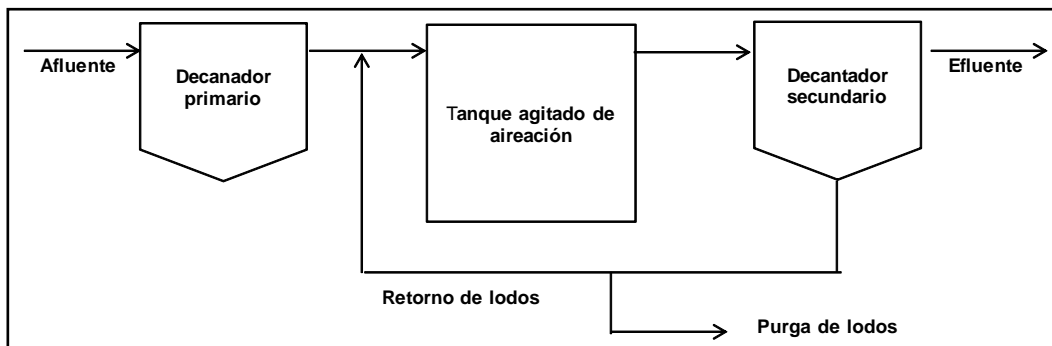 Afluente
Decanador
primario
Tanque agitado de
aireación
Decantador
secundario
Efluente
Retorno de lodos
Purga de lodos